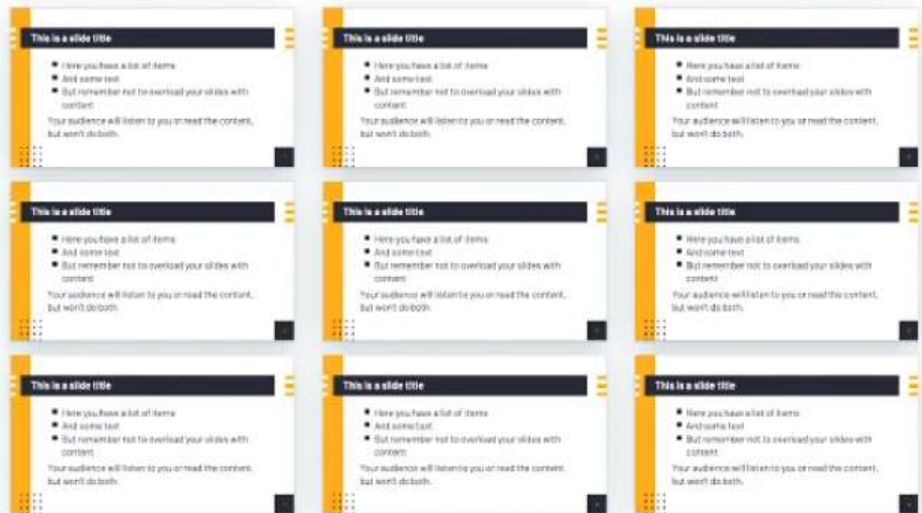 This is a slide title
Here you have a list of items
And some text
But remember not to overload your slides with
content
Your audience will listen to you or read the content,
but won't do both.
This is a slide title
Here you have a list of items
And some text
But remember not to overload your slides with
content
Your audience will listen to you or read the content,
but won't do both.
This is a slide title
Here you have a list of items
And some text
But remember not to overload your slides with
content
Your audience will listen to you or read the content,
but won't do both.
This is a slide title
Here you have a list of items
And some text
But remember not to overload your slides with
content
Your audience will listen to you or read the content,
but won't do both.
This is a slide title
Here you have a list of items
And some text
But remember not to overload your slides with
content
Your audience will listen to you or read the content,
but won't do both.
This is a slide title
Here you have a list of items
And some text
But remember not to overload your slides with
content
Your audience will listen to you or read the content,
but won't do both.
This is a slide title
Here you have a list of items
And some text
But remember not to overload your slides with
content
Your audience will listen to you or read the content,
but won't do both.
This is a slide title
Here you have a list of items
And some text
But remember not to overload your slides with
content
Your audience will listen to you or read the content,
but won't do both.
This is a slide title
Here you have a list of items
And some text
But remember not to overload your slides with
content
Your audience will listen to you or read the content,
but won't do both.